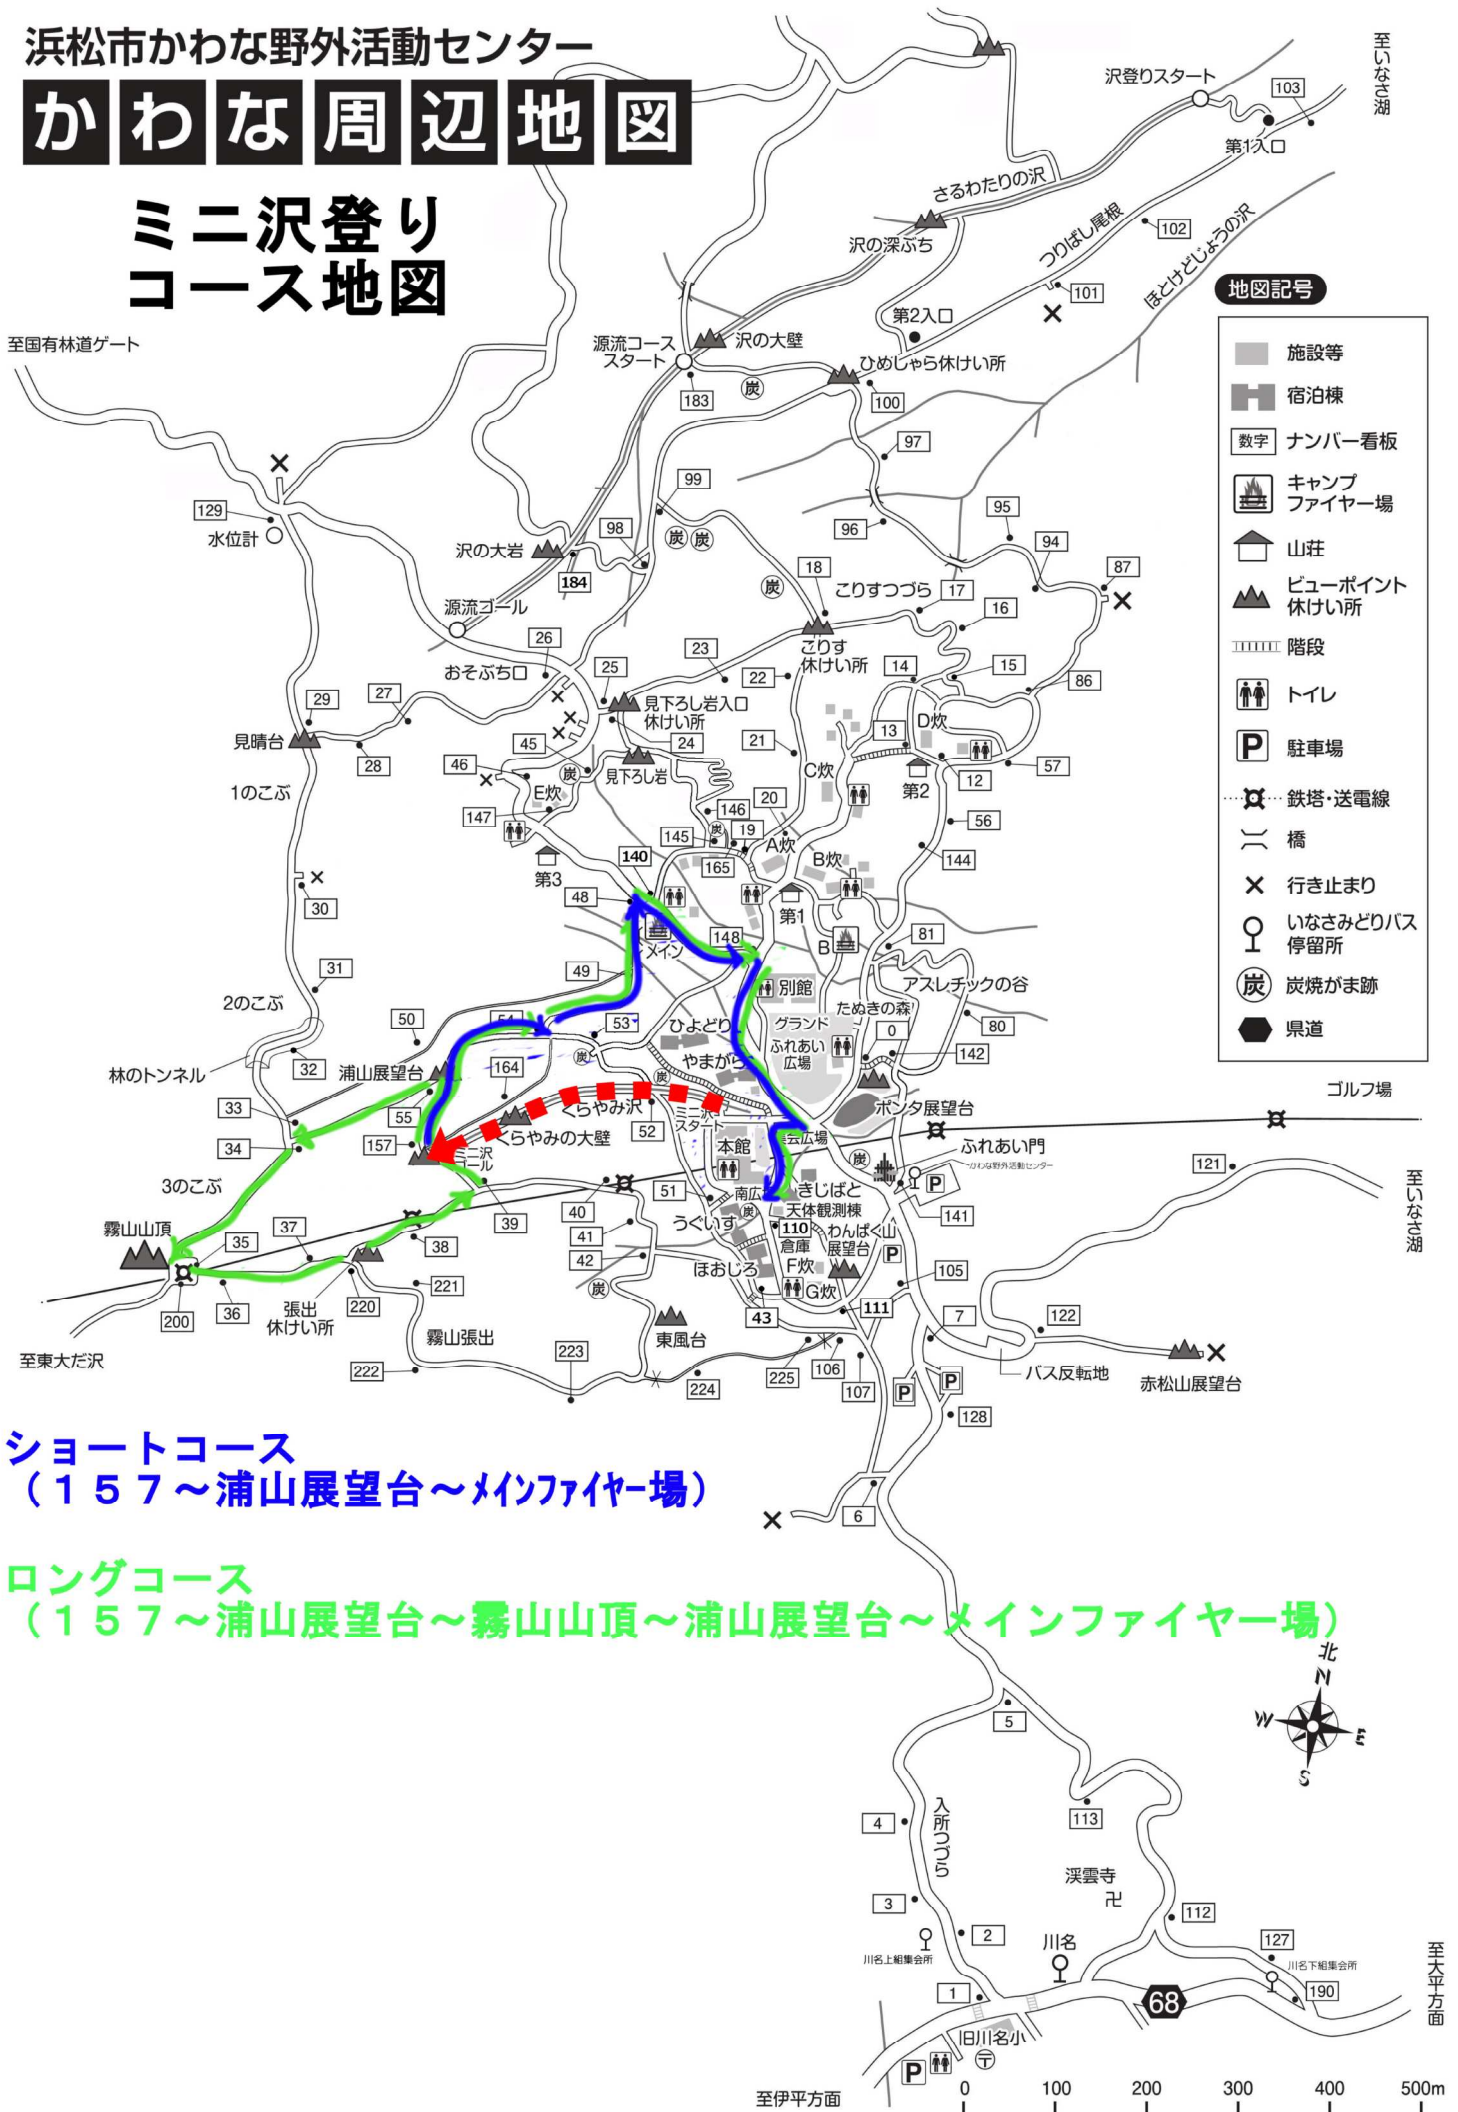 浜松市かわな野外活動センター
かわな周辺地図
ミニ沢登り
コース地図
至いなさ湖
沢登りスタート
103
第1入口
さるわたりの沢
沢の深ぶち
つりばし尾根
102
ほとけどじょうの沢
101
第2入口
地図記号
施設等
宿泊棟
数字
ナンバー看板
キャンプ
ファイヤー場
山荘
ビューポイント
休けい所
階段
トイレ
P
駐車場
鉄塔・送電線
橋
行き止まり
いなさみどりバス
停留所
炭
炭焼がま跡
県道
至国有林道ゲート
源流コース
スタート
沢の大壁
183
炭
ひめしゃら休けい所
100
97
99
129
水位計
98
炭
炭
96
95
94
沢の大岩
184
炭
18
こりすつづら
17
87
源流ゴール
16
26
23
こりす
休けい所
おそぶち口
25
22
14
15
86
29
27
見下ろし岩入口
休けい所
D炊
見晴台
28
45
24
21
13
46
炭
見下ろし岩
C炊
第2
12
57
1のこぶ
E炊
147
146
20
56
145
炭
19
A炊
140
165
B炊
144
第3
48
第1
30
メイン
148
B
81
31
49
別館
アスレチックの谷
2のこぶ
50
54
53
ひよどり
グランド
たぬきの森
0
80
ふれあい
広場
142
炭
やまがら
林のトンネル
32
浦山展望台
164
炭
33
55
くらやみ沢
ミニ沢
スタート
ポンタ展望台
ゴルフ場
34
157
くらやみの大壁
52
本館
ミニ沢
ゴール
ふれあい門
かわな野外活動センター
炭
P
121
3のこぶ
40
51
きじばと
至いなさ湖
霧山山頂
39
炭
天体観測棟
141
37
35
41
うぐいす
110
わんぱく山
展望台
P
38
42
倉庫
ほおじろ
F炊
221
炭
105
36
張出
休けい所
220
G炊
200
43
111
7
122
至東大だ沢
霧山張出
東風台
225
106
222
223
224
107
P
P
バス反転地
赤松山展望台
128
ショートコース
（１５７～浦山展望台～メインファイヤー場）
6
ロングコース
（１５７～浦山展望台～霧山山頂～浦山展望台～メインファイヤー場）
北
N
W
E
S
5
入所つづら
4
113
渓雲寺
卍
3
112
2
川名
127
川名上組集会所
川名下組集会所
至大平方面
1
68
190
旧川名小
P
〒
至伊平方面
0 100 200 300 400 500m